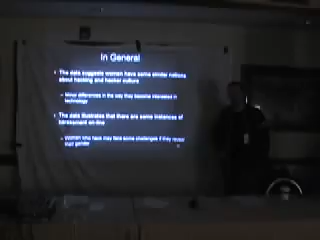 In General
• The data suggests women have some similar notions
about hacking and hacker culture
– Minor differences in the way they become interested in
technology
• The data illustrates that there are some instances of
harassment on-line
– Women who hack may face some challenges if they reveal
their gender